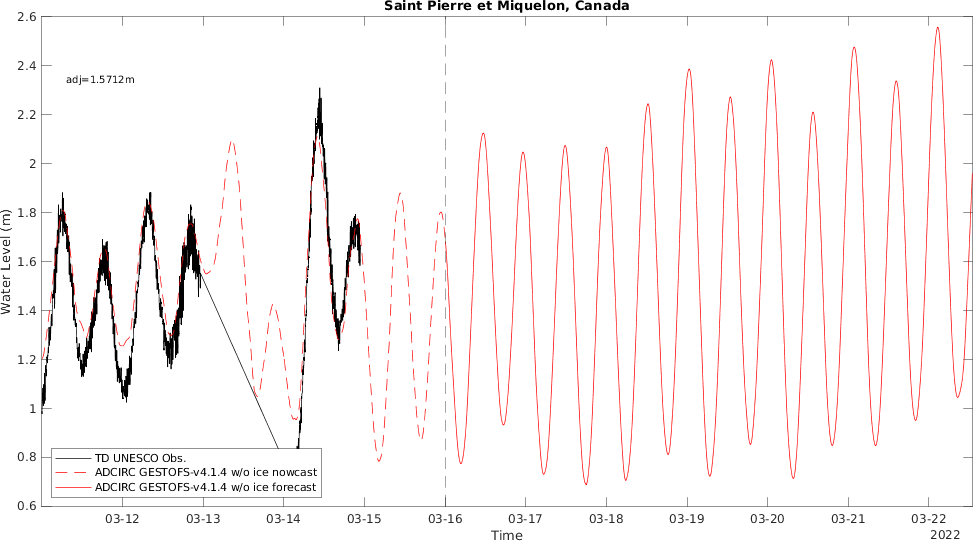 Saint Pierre et Miquelon, Canada
2.6
2.4
2.2
2
1.8
1.6
1.4
1.2
1
0.8
0.6
Water Level (m)
adj=1.5712m
TD UNESCO Obs.
ADCIRC GESTOFS-v4.1.4 w/o ice nowcast
ADCIRC GESTOFS-v4.1.4 w/o ice forecast
03-12 03-13 03-14 03-15 03-16 03-17 03-18 03-19 03-20 03-21 03-22
Time
2022